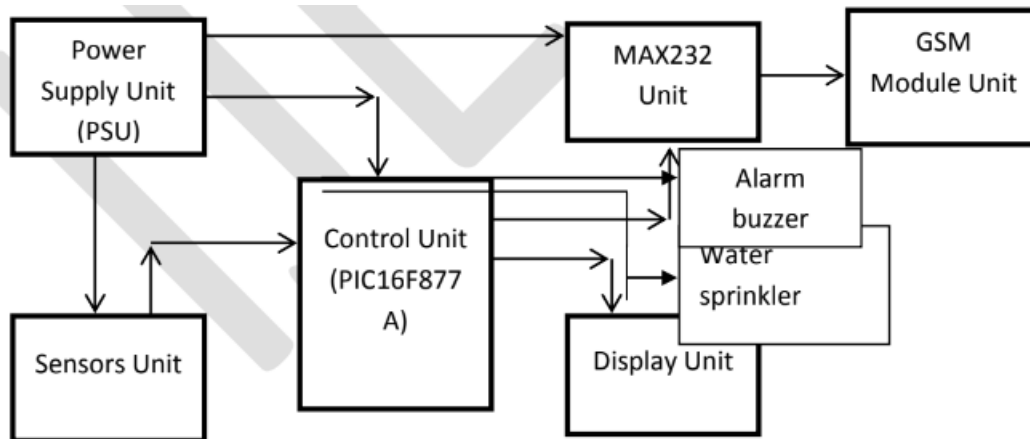 Power
Supply Unit
(PSU)
MAX232
Unit
GSM
Module Unit
Alarm
buzzer
Control Unit
(PIC16F877
A)
Water
sprinkler
Sensors Unit
Display Unit